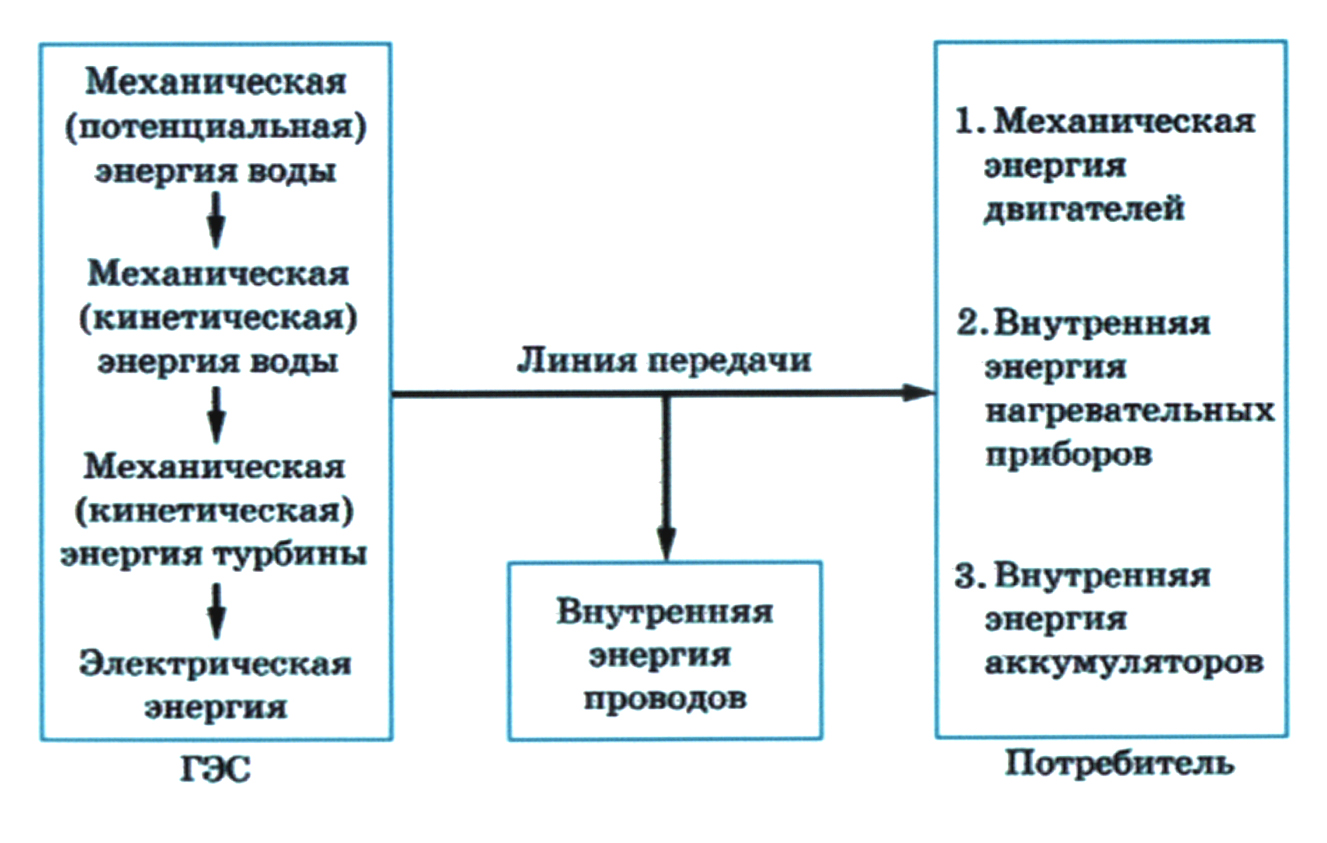 Механическая
(потенциальная)
энергия воды
Механическая
(кинетическая)
энергия воды
Механическая
(кинетическая)
энергия турбины
Электрическая
энергия
ГЭС
Линия передачи
Внутренняя
энергия
проводов
1. Механическая
энергия
двигателей
2. Внутренняя
энергия
нагревательных
приборов
3. Внутренняя
энергия
аккумуляторов
Потребитель